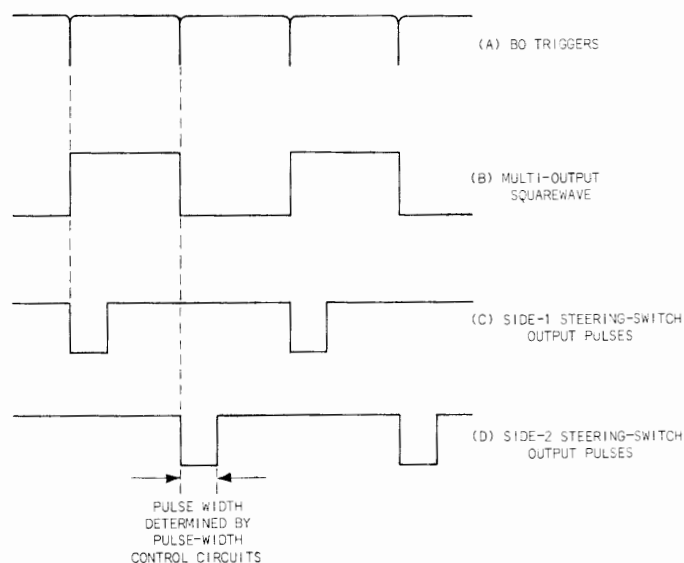 (A) BO TRIGGERS
(B) MULTI-OUTPUT
SQUAREWAVE
(C) SIDE-1 STEERING-SWITCH
OUTPUT PULSES
(D) SIDE-2 STEERING-SWITCH
OUTPUT PULSES
PULSE WIDTH
DETERMINED BY
PULSE-WIDTH
CONTROL CIRCUITS